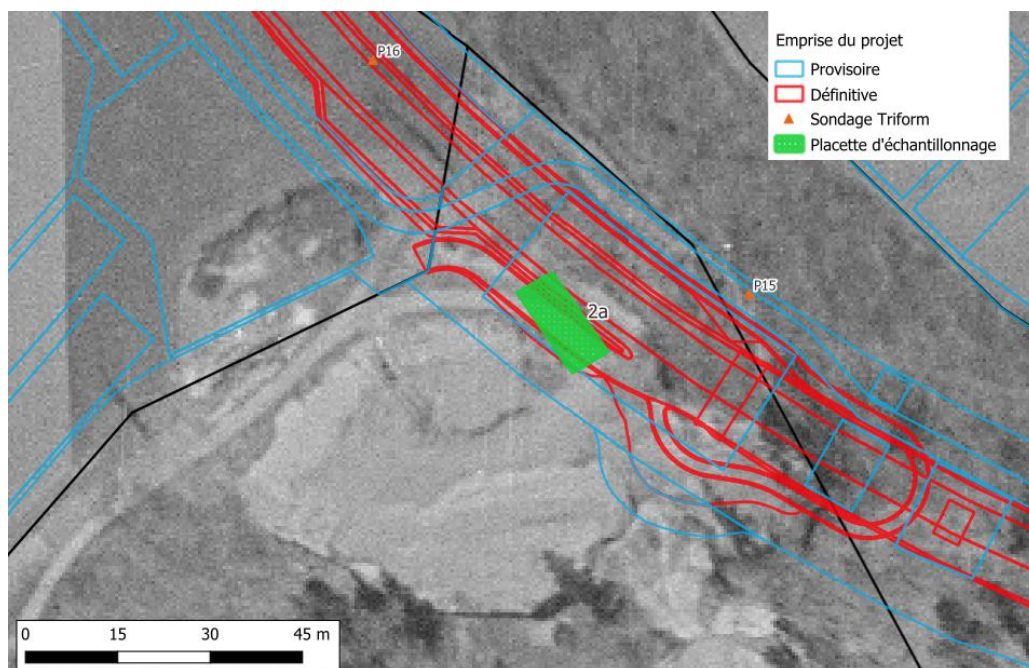 P16
Emprise du projet
Provisoire
Définitive
Sondage Triform
Placette d'échantillonnage
P15
2a
0 15 30 45 m